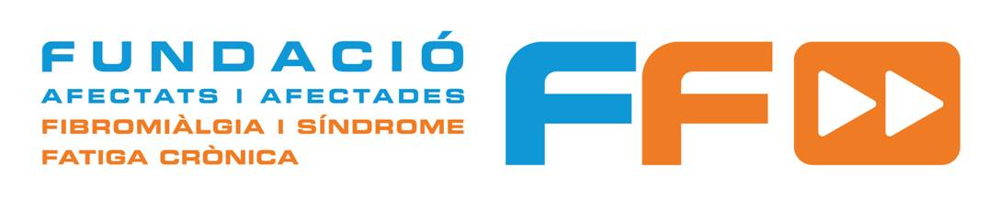 FUNDACIÓ
AFECTATS I AFECTADES
FIBROMIÀLGIA I SÍNDROME
FATIGA CRÒNICA
FF